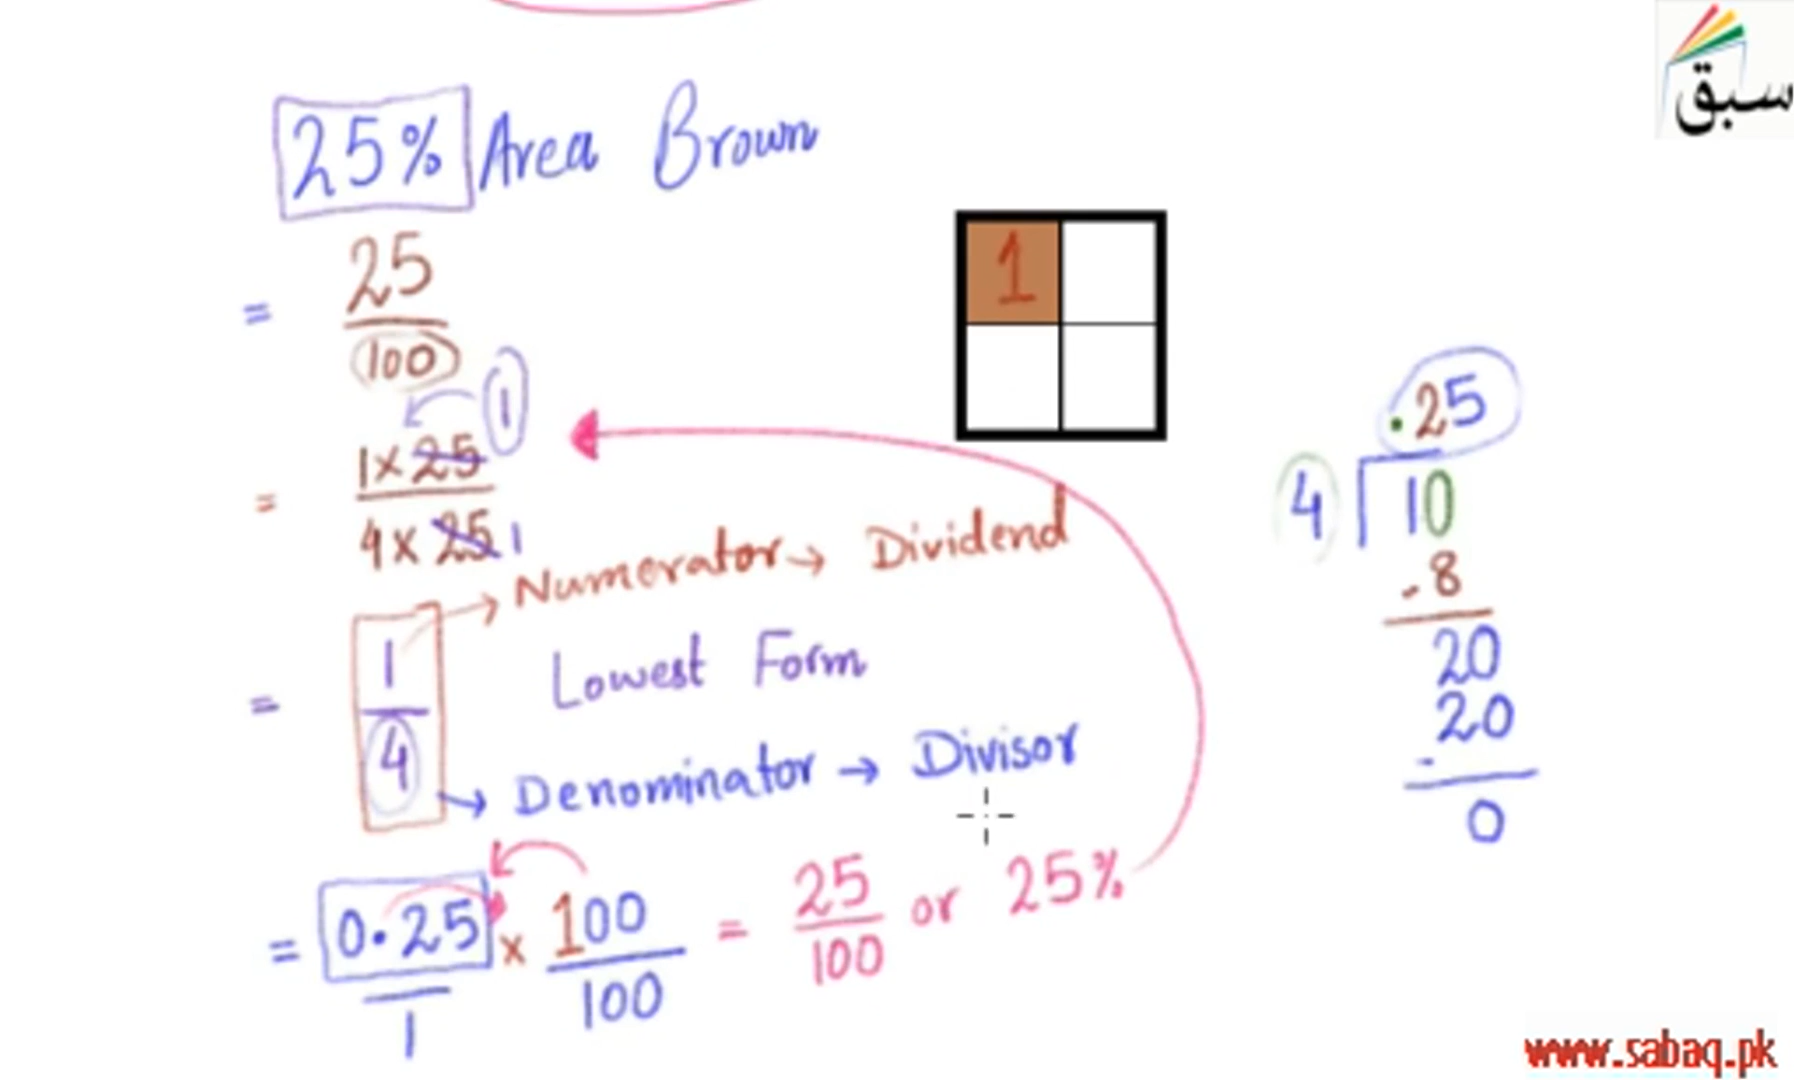 سبق
25% Area Brown
= 25/100
1
= 1 x 25 / 4 x 25 1
Numerator → Dividend
= 1/4
Lowest Form
Denominator → Divisor
= 0.25/1 x 100/100 = 25/100 or 25%
1
.25
4 10
- 8
20
- 20
0
www.sabaq.pk